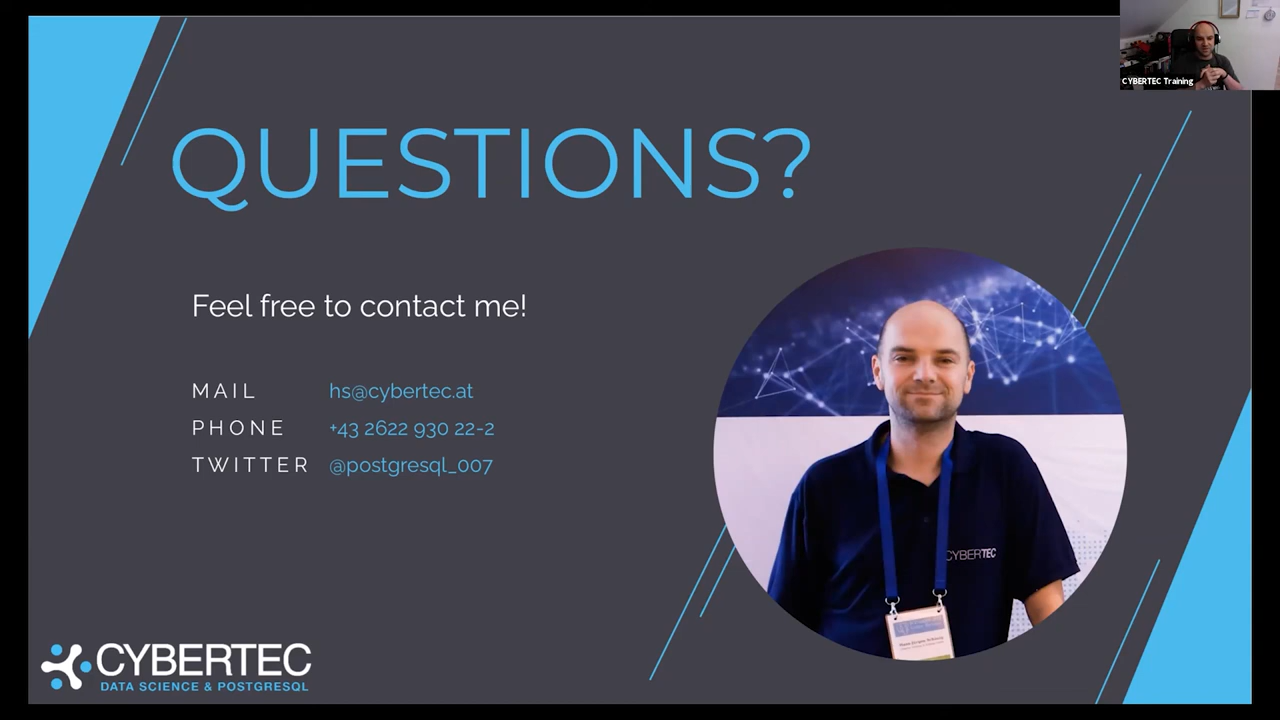 CYBERTEC Training
QUESTIONS?
Feel free to contact me!
MAIL hs@cybertec.at
PHONE +43 2622 930 22-2
TWITTER @postgresql_007
CYBERTEC
CYBERTEC
DATA SCIENCE & POSTGRESQL